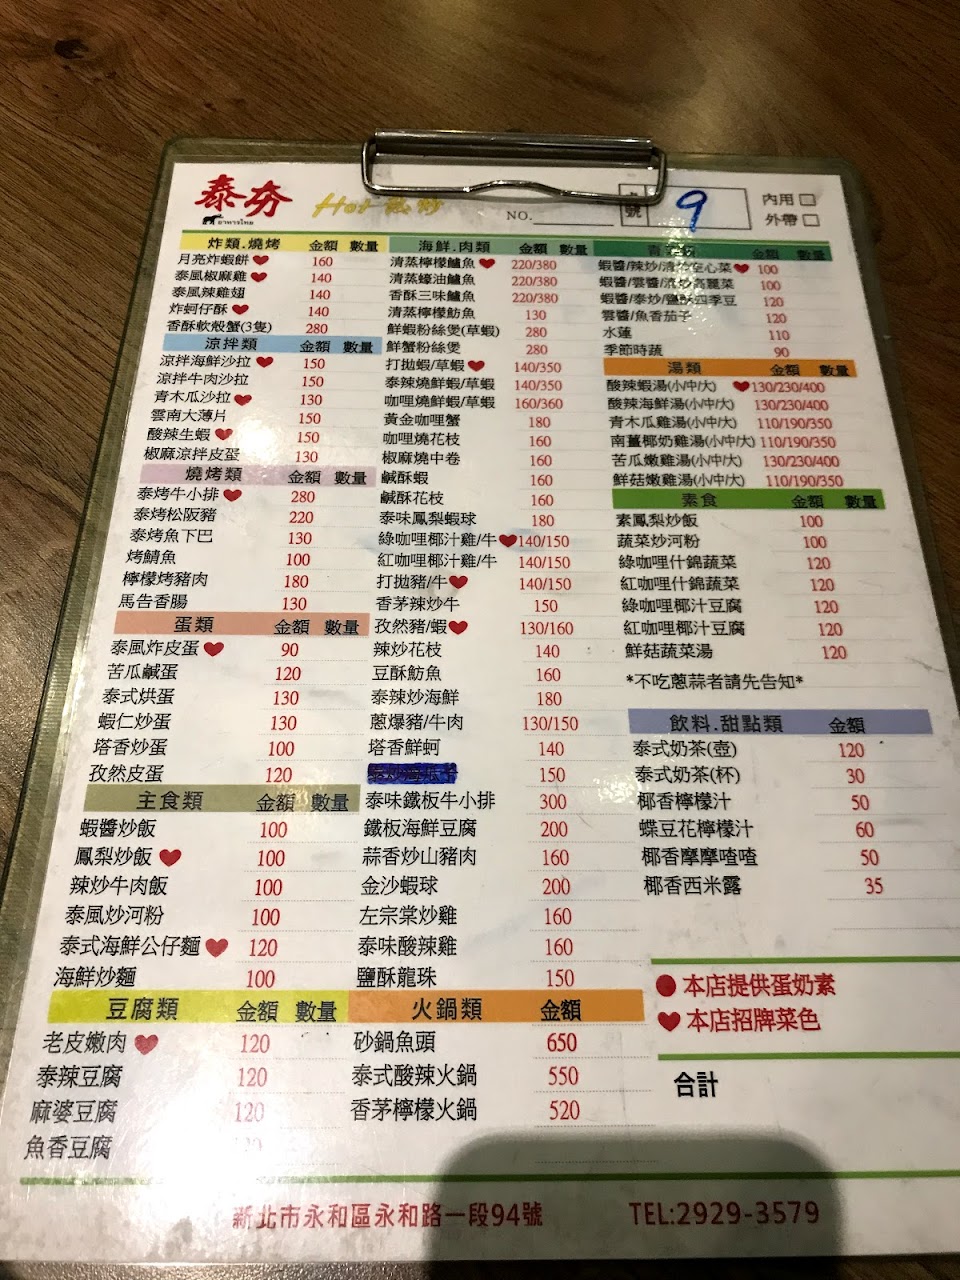 泰夯 Hot
อาหารไทย
NO.
號 9
內用
外帶
炸類.燒烤 金額 數量
月亮炸蝦餅 160
泰風椒麻雞 140
泰風辣雞翅 140
炸蚵仔酥 140
香酥軟殼蟹(3隻) 280
涼拌類 金額 數量
涼拌海鮮沙拉 150
涼拌牛肉沙拉 150
青木瓜沙拉 130
雲南大薄片 150
酸辣生蝦 150
椒麻涼拌皮蛋 130
燒烤類 金額 數量
泰烤牛小排 280
泰烤松阪豬 220
泰烤魚下巴 130
烤鯖魚 100
檸檬烤豬肉 180
馬告香腸 130
蛋類 金額 數量
泰風炸皮蛋 90
苦瓜鹹蛋 120
泰式烘蛋 130
蝦仁炒蛋 130
塔香炒蛋 100
孜然皮蛋 120
主食類 金額 數量
蝦醬炒飯 100
鳳梨炒飯 100
辣炒牛肉飯 100
泰風炒河粉 100
泰式海鮮公仔麵 120
海鮮炒麵 100
豆腐類 金額 數量
老皮嫩肉 120
泰辣豆腐 120
麻婆豆腐 120
魚香豆腐
海鮮.肉類 金額 數量
清蒸檸檬鱸魚 220/380
清蒸蠔油鱸魚 220/380
香酥三味鱸魚 220/380
清蒸檸檬魴魚 130
鮮蝦粉絲煲(草蝦) 280
鮮蟹粉絲煲 280
打拋蝦/草蝦 140/350
泰辣燒鮮蝦/草蝦 140/350
咖哩燒鮮蝦/草蝦 160/360
黃金咖哩蟹 180
咖哩燒花枝 160
椒麻燒中卷 160
鹹酥蝦 160
鹹酥花枝 160
泰味鳳梨蝦球 180
綠咖哩椰汁雞/牛 140/150
紅咖哩椰汁雞/牛 140/150
打拋豬/牛 140/150
香茅辣炒牛 150
孜然豬/蝦 130/160
辣炒花枝 140
豆酥魴魚 160
泰辣炒海鮮 180
蔥爆豬/牛肉 130/150
塔香鮮蚵 140
150
泰味鐵板牛小排 300
鐵板海鮮豆腐 200
蒜香炒山豬肉 160
金沙蝦球 200
左宗棠炒雞 160
泰味酸辣雞 160
鹽酥龍珠 150
火鍋類 金額
砂鍋魚頭 650
泰式酸辣火鍋 550
香茅檸檬火鍋 520
青 金額 數量
蝦醬/辣炒/清炒空心菜 100
蝦醬/雲醬/清炒高麗菜 100
蝦醬/泰炒/鹽酥四季豆 120
雲醬/魚香茄子 120
水蓮 110
季節時蔬 90
湯類 金額 數量
酸辣蝦湯(小/中/大) 130/230/400
酸辣海鮮湯(小/中/大) 130/230/400
青木瓜雞湯(小/中/大) 110/190/350
南薑椰奶雞湯(小/中/大) 110/190/350
苦瓜嫩雞湯(小/中/大) 130/230/400
鮮菇嫩雞湯(小/中/大) 110/190/350
素食 金額 數量
素鳳梨炒飯 100
蔬菜炒河粉 100
綠咖哩什錦蔬菜 120
紅咖哩什錦蔬菜 120
綠咖哩椰汁豆腐 120
紅咖哩椰汁豆腐 120
鮮菇蔬菜湯 120
*不吃蔥蒜者請先告知*
飲料.甜點類 金額
泰式奶茶(壺) 120
泰式奶茶(杯) 30
椰香檸檬汁 50
蝶豆花檸檬汁 60
椰香摩摩喳喳 50
椰香西米露 35
● 本店提供蛋奶素
♥ 本店招牌菜色
合計
新北市永和區永和路一段94號 TEL:2929-3579